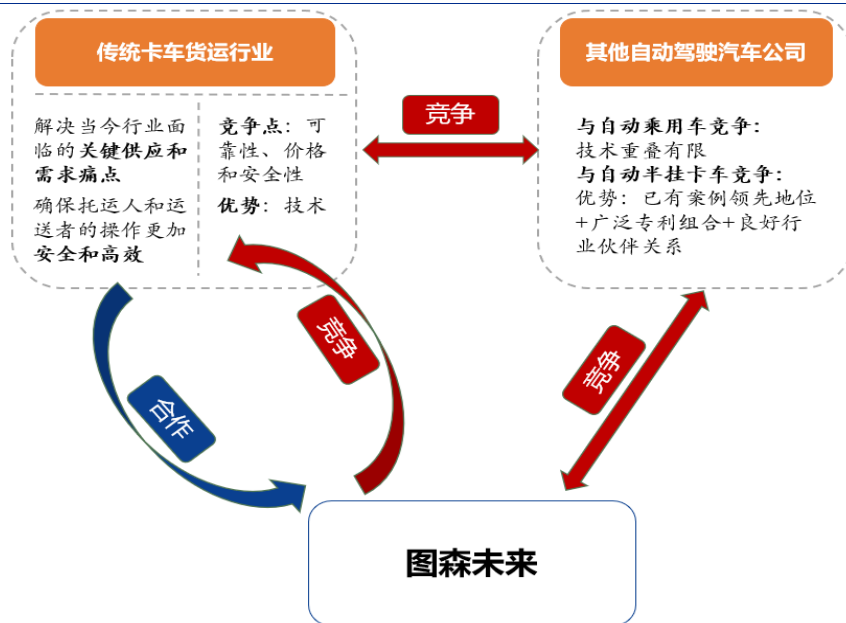 传统卡车货运行业
解决当今行业面
临的关键供应和
需求痛点
确保托运人和运
送者的操作更加
安全和高效
竞争点：可
靠性、价格
和安全性
优势：技术
竞争
其他自动驾驶汽车公司
与自动乘用车竞争：
技术重叠有限
与自动半挂卡车竞争：
优势：已有案例领先地位
+广泛专利组合+良好行
业伙伴关系
合作
竞争
竞争
图森未来